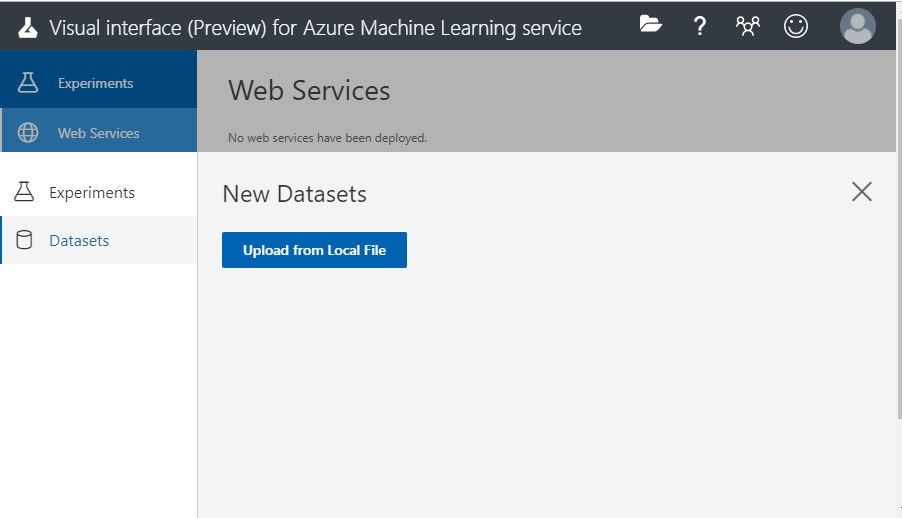 Visual interface (Preview) for Azure Machine Learning service
?
Experiments
Web Services
Web Services
No web services have been deployed.
Experiments
Datasets
New Datasets
Upload from Local File